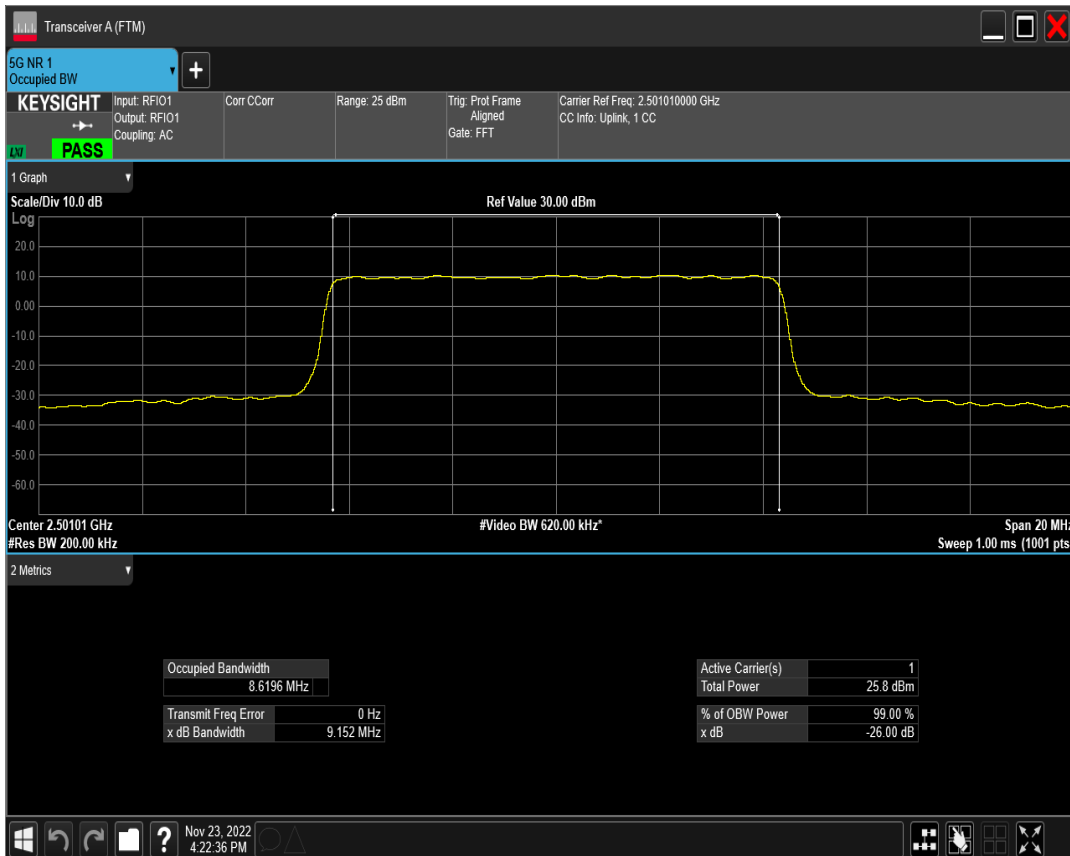 Transceiver A (FTM)
5G NR 1
Occupied BW
+
KEYSIGHT
LXI
PASS
Input: RFIO1
Output: RFIO1
Coupling: AC
Corr CCorr
Range: 25 dBm
Trig: Prot Frame
Aligned
Gate: FFT
Carrier Ref Freq: 2.501010000 GHz
CC Info: Uplink, 1 CC
1 Graph
Scale/Div 10.0 dB
Ref Value 30.00 dBm
Log
20.0
10.0
0.00
-10.0
-20.0
-30.0
-40.0
-50.0
-60.0
Center 2.50101 GHz
#Video BW 620.00 kHz*
Span 20 MHz
#Res BW 200.00 kHz
Sweep 1.00 ms (1001 pts
2 Metrics
Occupied Bandwidth
8.6196 MHz
Transmit Freq Error 0 Hz
x dB Bandwidth 9.152 MHz
Active Carrier(s) 1
Total Power 25.8 dBm
% of OBW Power 99.00 %
x dB -26.00 dB
?
Nov 23, 2022
4:22:36 PM